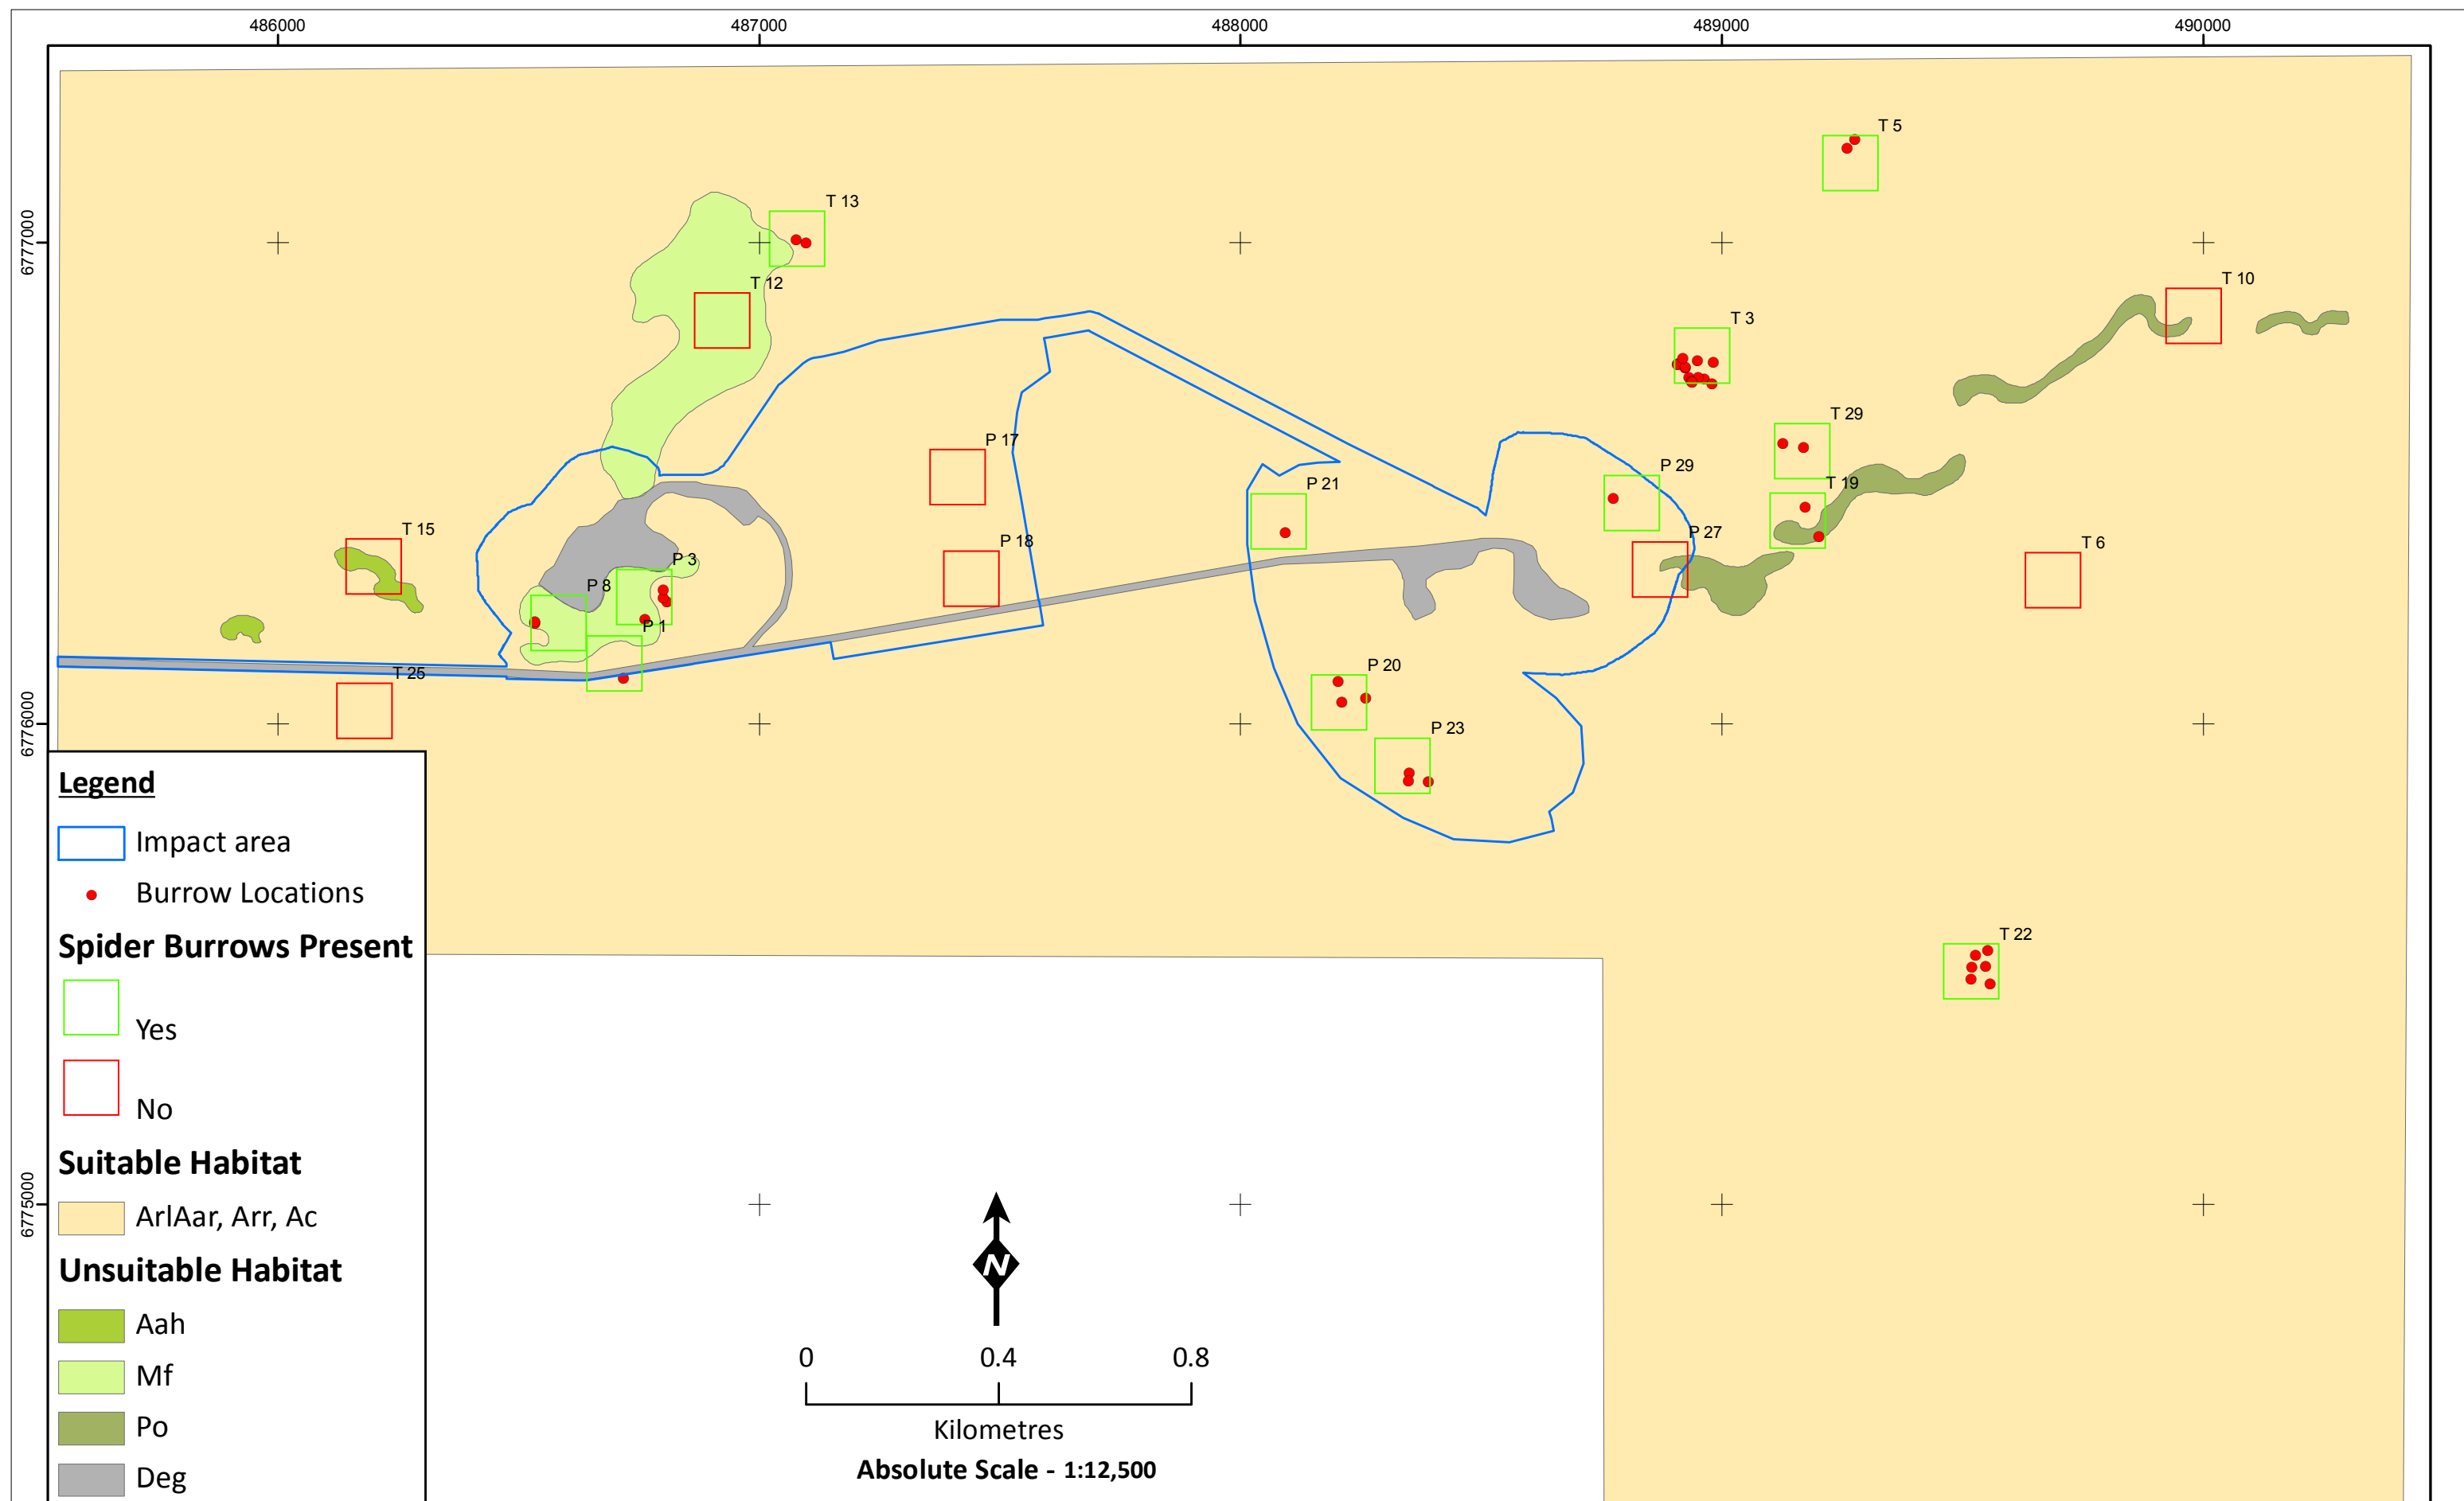 486000 487000 488000 489000 490000
T 5
T 13
6777000
T 12
T 10
T 3
T 29
P 17
P 29
P 21
T 19
T 15
P 18
P 27
T 6
P 3
P 8
P 1
P 20
T 25
6776000
P 23
Legend
Impact area
Burrow Locations
Spider Burrows Present
T 22
Yes
No
Suitable Habitat
6775000
ArlAar, Arr, Ac
Unsuitable Habitat
N
Aah
0 0.4 0.8
Mf
Po
Kilometres
Absolute Scale - 1:12,500
Deg